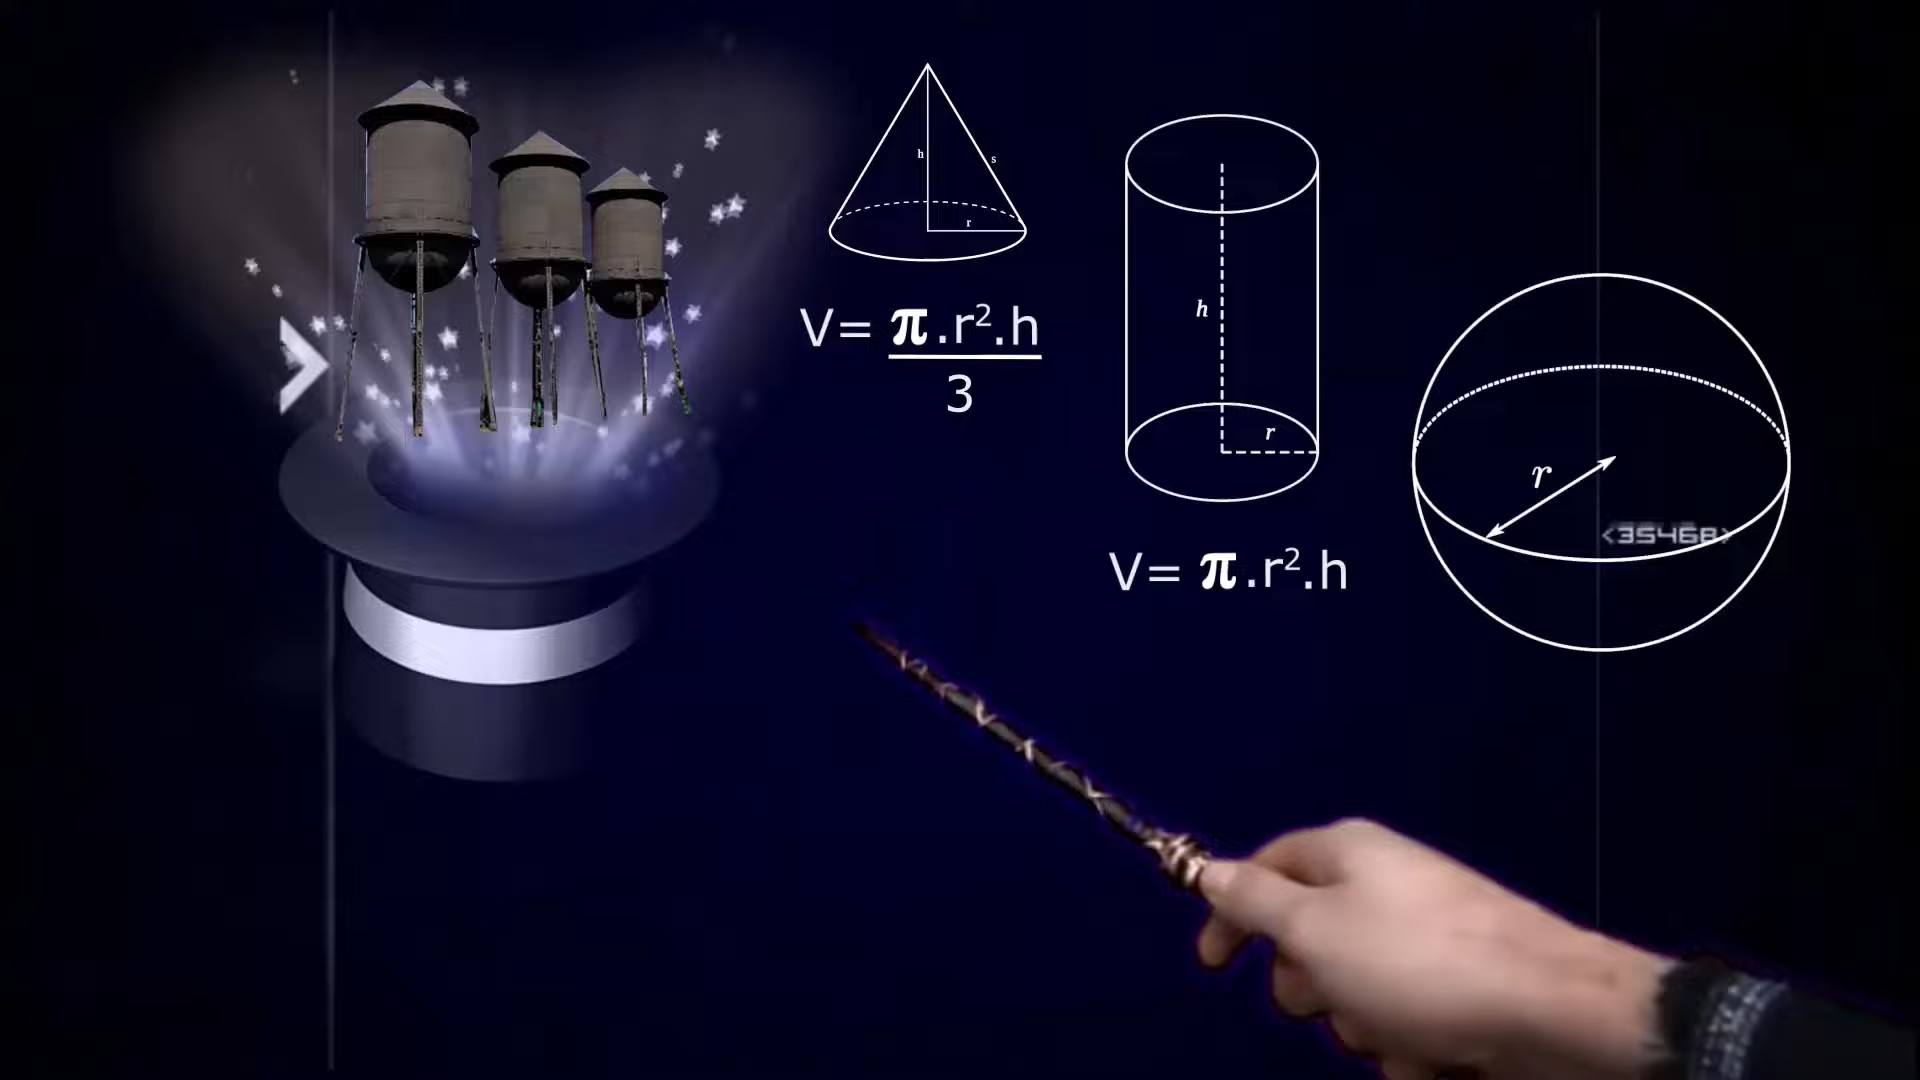 h
s
r
V= π.r².h
3
h
r
V= π.r².h
r
<35468>